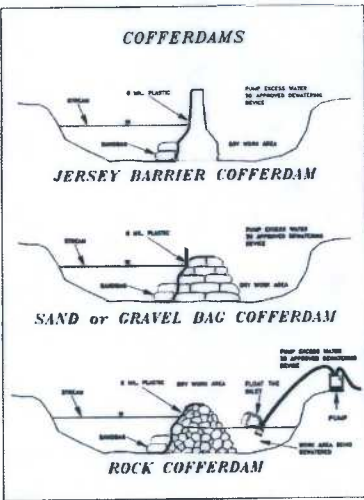 COFFERDAMS
STREAM
6 MIL. PLASTIC
PUMP EXCESS WATER
TO APPROVED DEWATERING
DEVICE
SANDBAG
DRY WORK AREA
JERSEY BARRIER COFFERDAM
STREAM
6 MIL. PLASTIC
PUMP EXCESS WATER
TO APPROVED DEWATERING
DEVICE
SANDBAG
DRY WORK AREA
SAND or GRAVEL BAG COFFERDAM
PUMP EXCESS WATER
TO APPROVED DEWATERING
DEVICE
STREAM
6 MIL. PLASTIC
DRY WORK AREA
FLOAT THE
INLET
PUMP
SANDBAG
WORK AREA BEING
DEWATERED
ROCK COFFERDAM